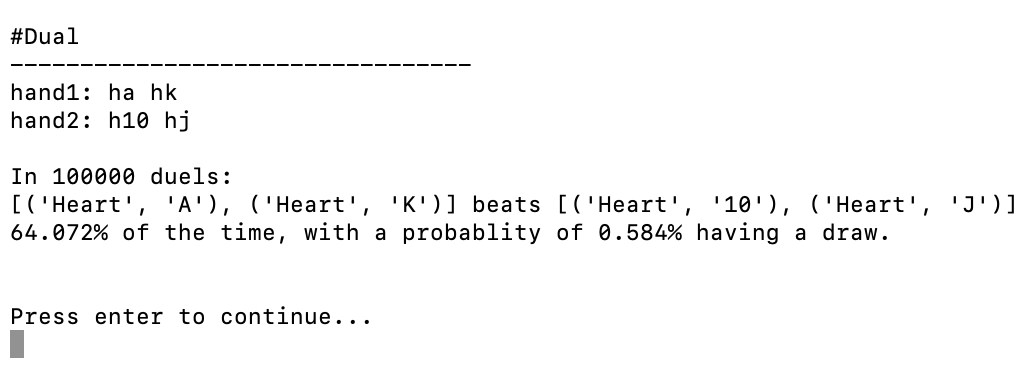 #Dual
---------------------------------
hand1: ha hk
hand2: h10 hj
In 100000 duels:
[('Heart', 'A'), ('Heart', 'K')] beats [('Heart', '10'), ('Heart', 'J')]
64.072% of the time, with a probablity of 0.584% having a draw.
Press enter to continue...